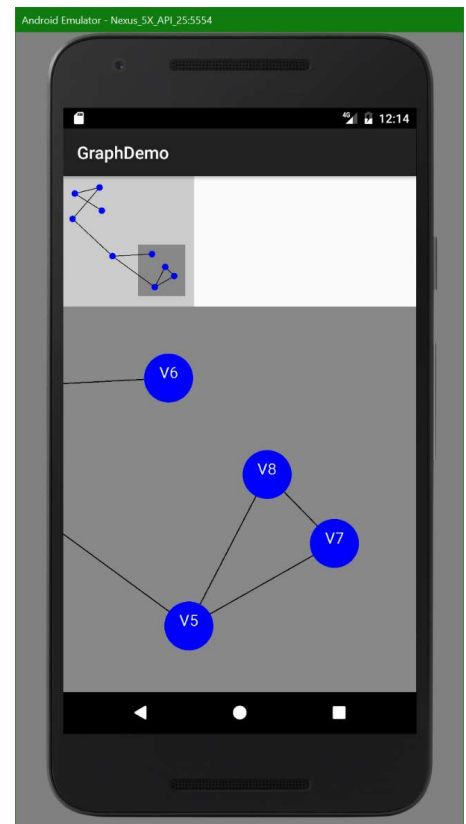 Android Emulator - Nexus_5X_API_25:5554
4G 12:14
GraphDemo
V6
V8
V7
V5